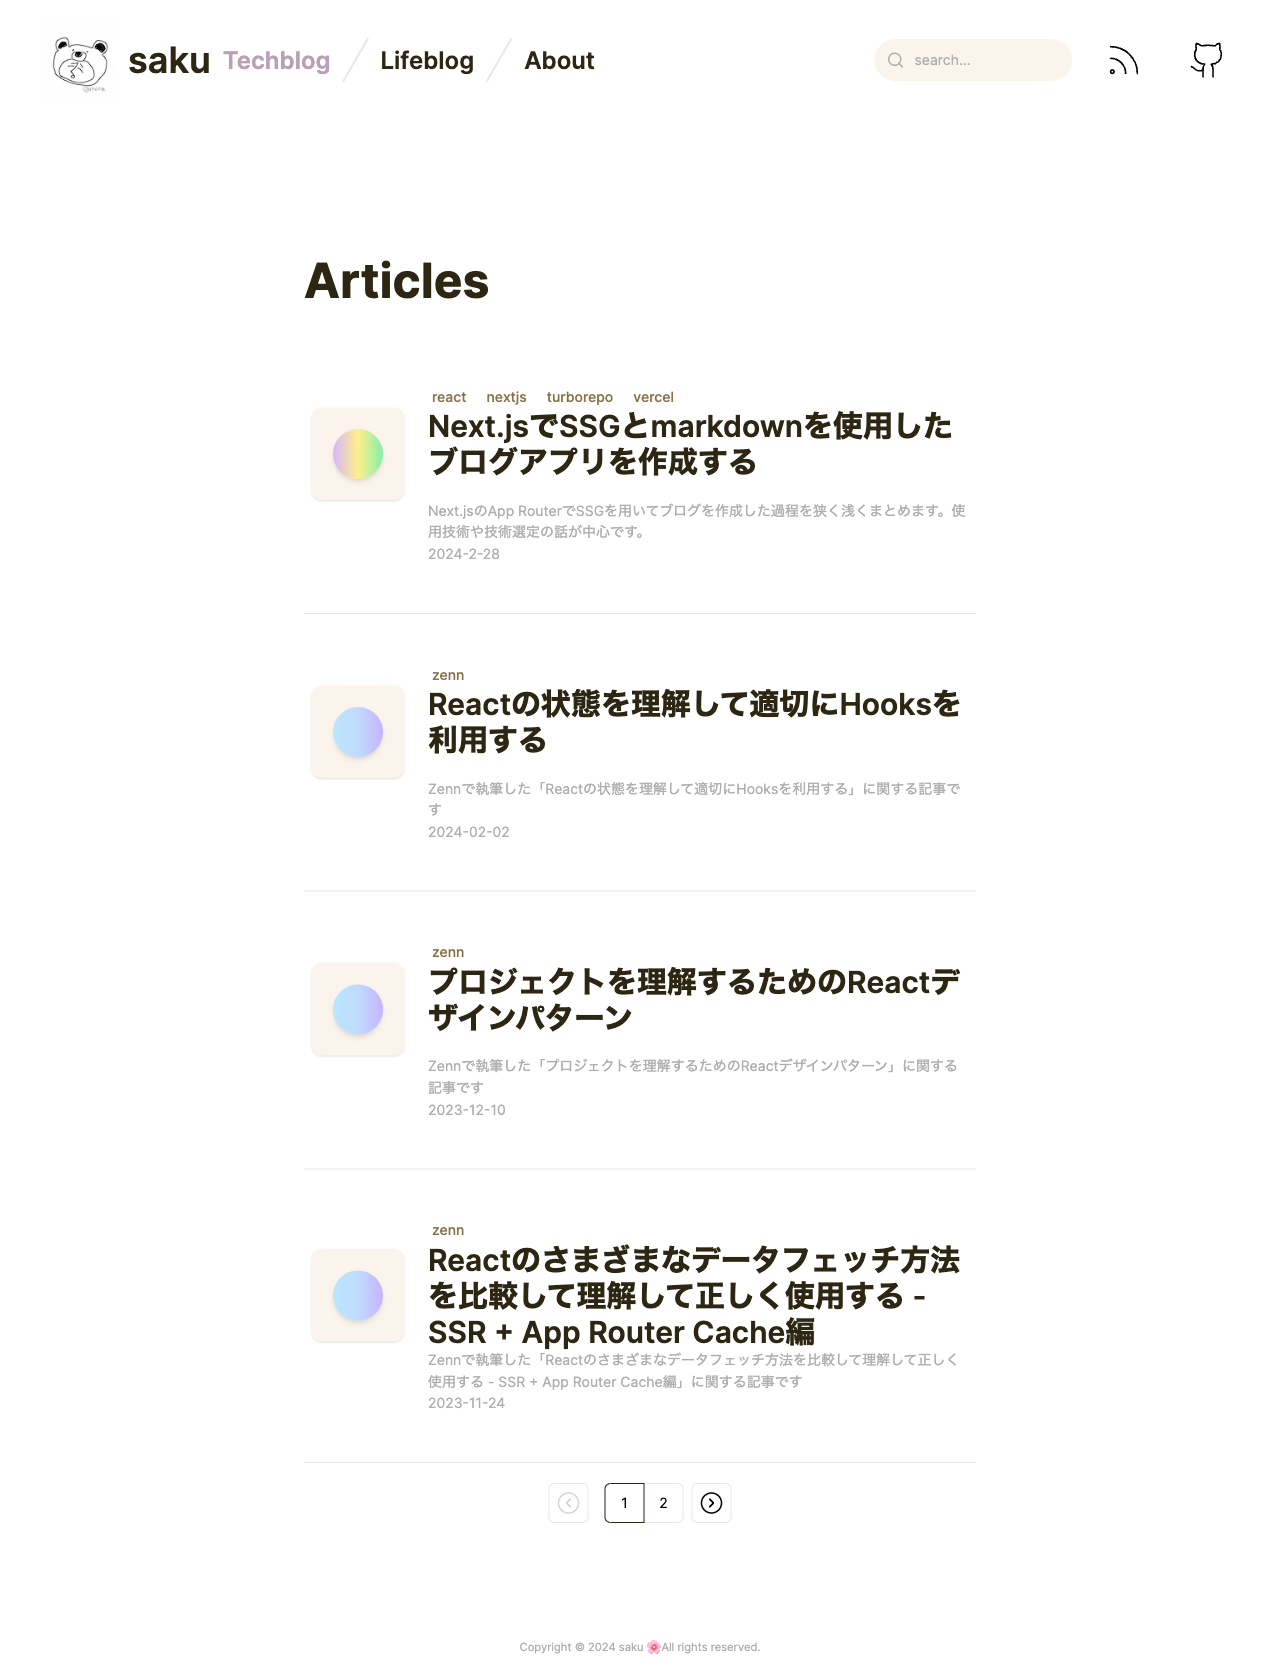 saku Techblog Lifeblog About search...
Articles
react nextjs turborepo vercel
Next.jsでSSGとmarkdownを使用した
ブログアプリを作成する
Next.jsのApp RouterでSSGを用いてブログを作成した過程を狭く浅くまとめます。使
用技術や技術選定の話が中心です。
2024-2-28
zenn
Reactの状態を理解して適切にHooksを
利用する
Zennで執筆した「Reactの状態を理解して適切にHooksを利用する」に関する記事で
す
2024-02-02
zenn
プロジェクトを理解するためのReactデ
ザインパターン
Zennで執筆した「プロジェクトを理解するためのReactデザインパターン」に関する
記事です
2023-12-10
zenn
Reactのさまざまなデータフェッチ方法
を比較して理解して正しく使用する -
SSR + App Router Cache編
Zennで執筆した「Reactのさまざまなデータフェッチ方法を比較して理解して正しく
使用する - SSR + App Router Cache編」に関する記事です
2023-11-24
1 2
Copyright © 2024 saku 🌸All rights reserved.